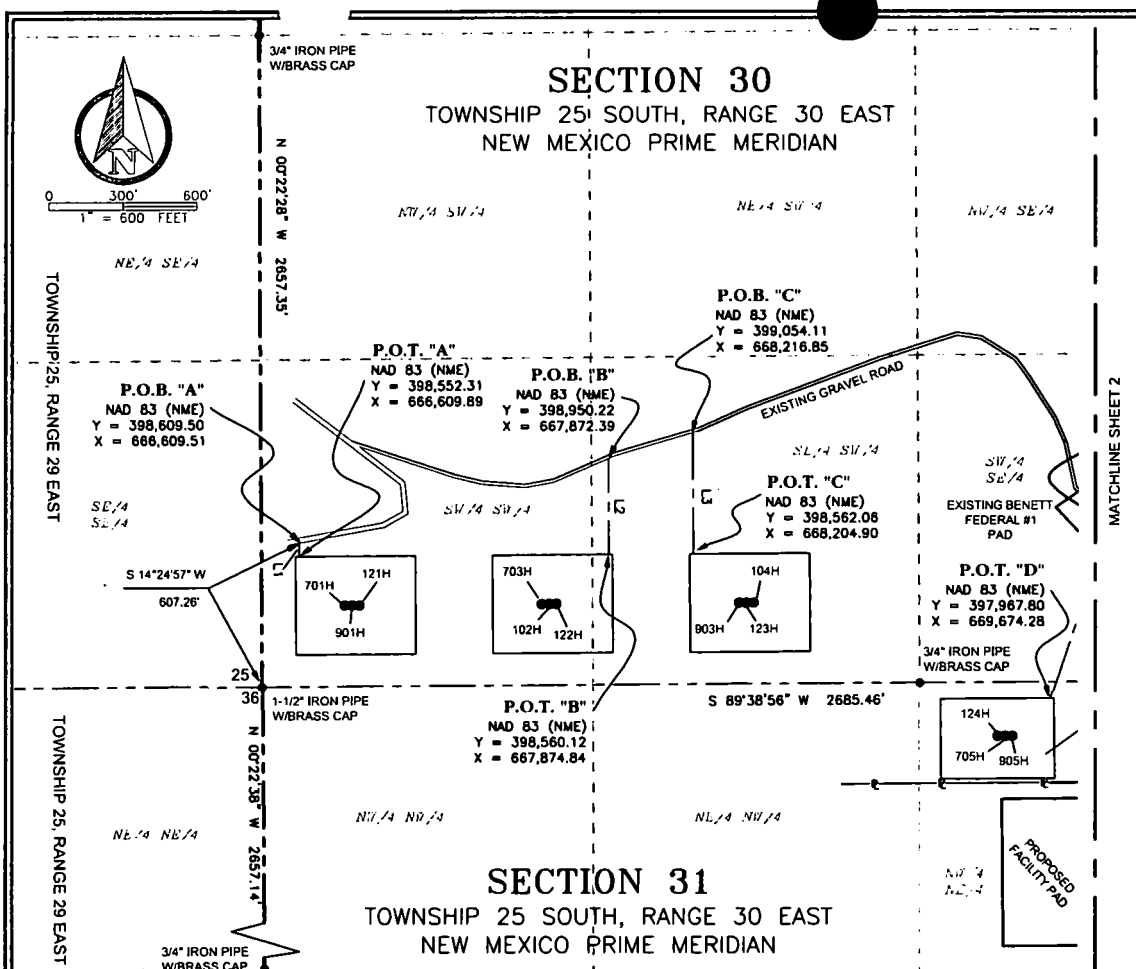 3/4" IRON PIPE
W/BRASS CAP
SECTION 30
TOWNSHIP 25 SOUTH, RANGE 30 EAST
NEW MEXICO PRIME MERIDIAN
N
0 300' 600'
1" = 600 FEET
N 00°22'28" W 2657.35'
NW/4 SW/4
NE/4 SW/4
NW/4 SE/4
NE/4 SE/4
TOWNSHIP 25, RANGE 29 EAST
P.O.B. "C"
NAD 83 (NME)
Y = 399,054.11
X = 668,216.85
P.O.T. "A"
NAD 83 (NME)
Y = 398,552.31
X = 666,609.89
P.O.B. "B"
NAD 83 (NME)
Y = 398,950.22
X = 667,872.39
P.O.B. "A"
NAD 83 (NME)
Y = 398,609.50
X = 666,609.51
EXISTING GRAVEL ROAD
MATCHLINE SHEET 2
SE/4 SW/4
SW/4
SE/4
SE/4
SE/4
SW/4 SW/4
P.O.T. "C"
NAD 83 (NME)
Y = 398,562.06
X = 668,204.90
EXISTING BENETT
FEDERAL #1
PAD
L1
L2
L3
S 14°24'57" W
607.26'
701H
121H
901H
703H
102H
122H
104H
903H
123H
P.O.T. "D"
NAD 83 (NME)
Y = 397,967.80
X = 669,674.28
3/4" IRON PIPE
W/BRASS CAP
25
36
1-1/2" IRON PIPE
W/BRASS CAP
S 89°38'56" W 2685.46'
P.O.T. "B"
NAD 83 (NME)
Y = 398,560.12
X = 667,874.84
124H
705H
905H
TOWNSHIP 25, RANGE 29 EAST
N 00°22'38" W 2657.14'
NE/4 NE/4
NW/4 NW/4
NE/4 NW/4
NW/4
NE/4
PROPOSED
FACILITY PAD
SECTION 31
TOWNSHIP 25 SOUTH, RANGE 30 EAST
NEW MEXICO PRIME MERIDIAN
3/4" IRON PIPE
W/BRASS CAP